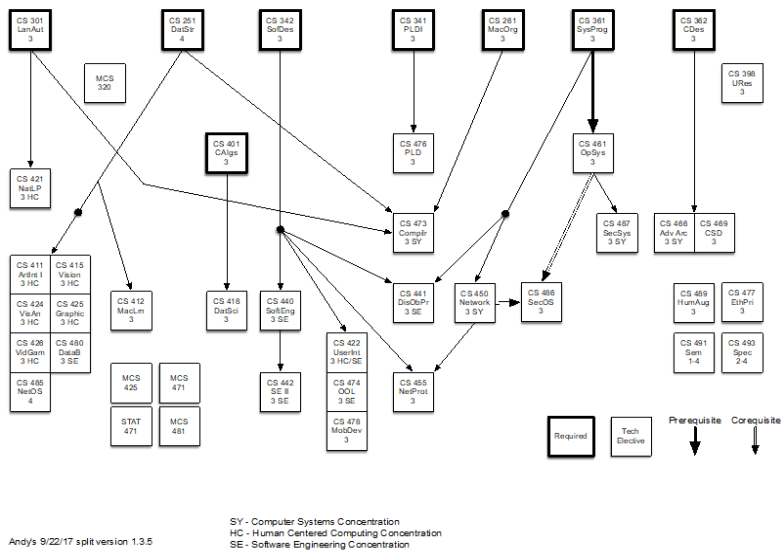 CS 301
LanAut
3
CS 251
DatStr
4
CS 342
SofDes
3
CS 341
PLDI
3
CS 261
MacOrg
3
CS 361
SysProg
3
CS 362
CDes
3
MCS
320
CS 398
URes
3
CS 401
CAlgs
3
CS 476
PLD
3
CS 461
OpSys
3
CS 421
NatLP
3 HC
CS 473
Compilr
3 SY
CS 467
SecSys
3 SY
CS 466
Adv Arc
3 SY
CS 469
CSD
3
CS 411
ArtInt I
3 HC
CS 415
Vision
3 HC
CS 424
VisAn
3 HC
CS 425
Graphic
3 HC
CS 426
VidGam
3 HC
CS 480
DataB
3 SE
CS 485
NetOS
4
CS 412
MacLrn
3
CS 418
DatSci
3
CS 440
SoftEng
3 SE
CS 441
DisObPr
3 SE
CS 450
Network
3 SY
CS 486
SecOS
3
CS 489
HumAug
3
CS 477
EthPri
3
CS 422
UserInt
3 HC/SE
CS 474
OOL
3 SE
CS 478
MobDev
3
CS 491
Sem
1-4
CS 493
Spec
2-4
MCS
425
MCS
471
CS 442
SE II
3 SE
CS 455
NetProt
3
STAT
471
MCS
481
Required
Tech
Elective
Prerequisite
Corequisite
SY - Computer Systems Concentration
HC - Human Centered Computing Concentration
SE - Software Engineering Concentration
Andy's 9/22/17 split version 1.3.5